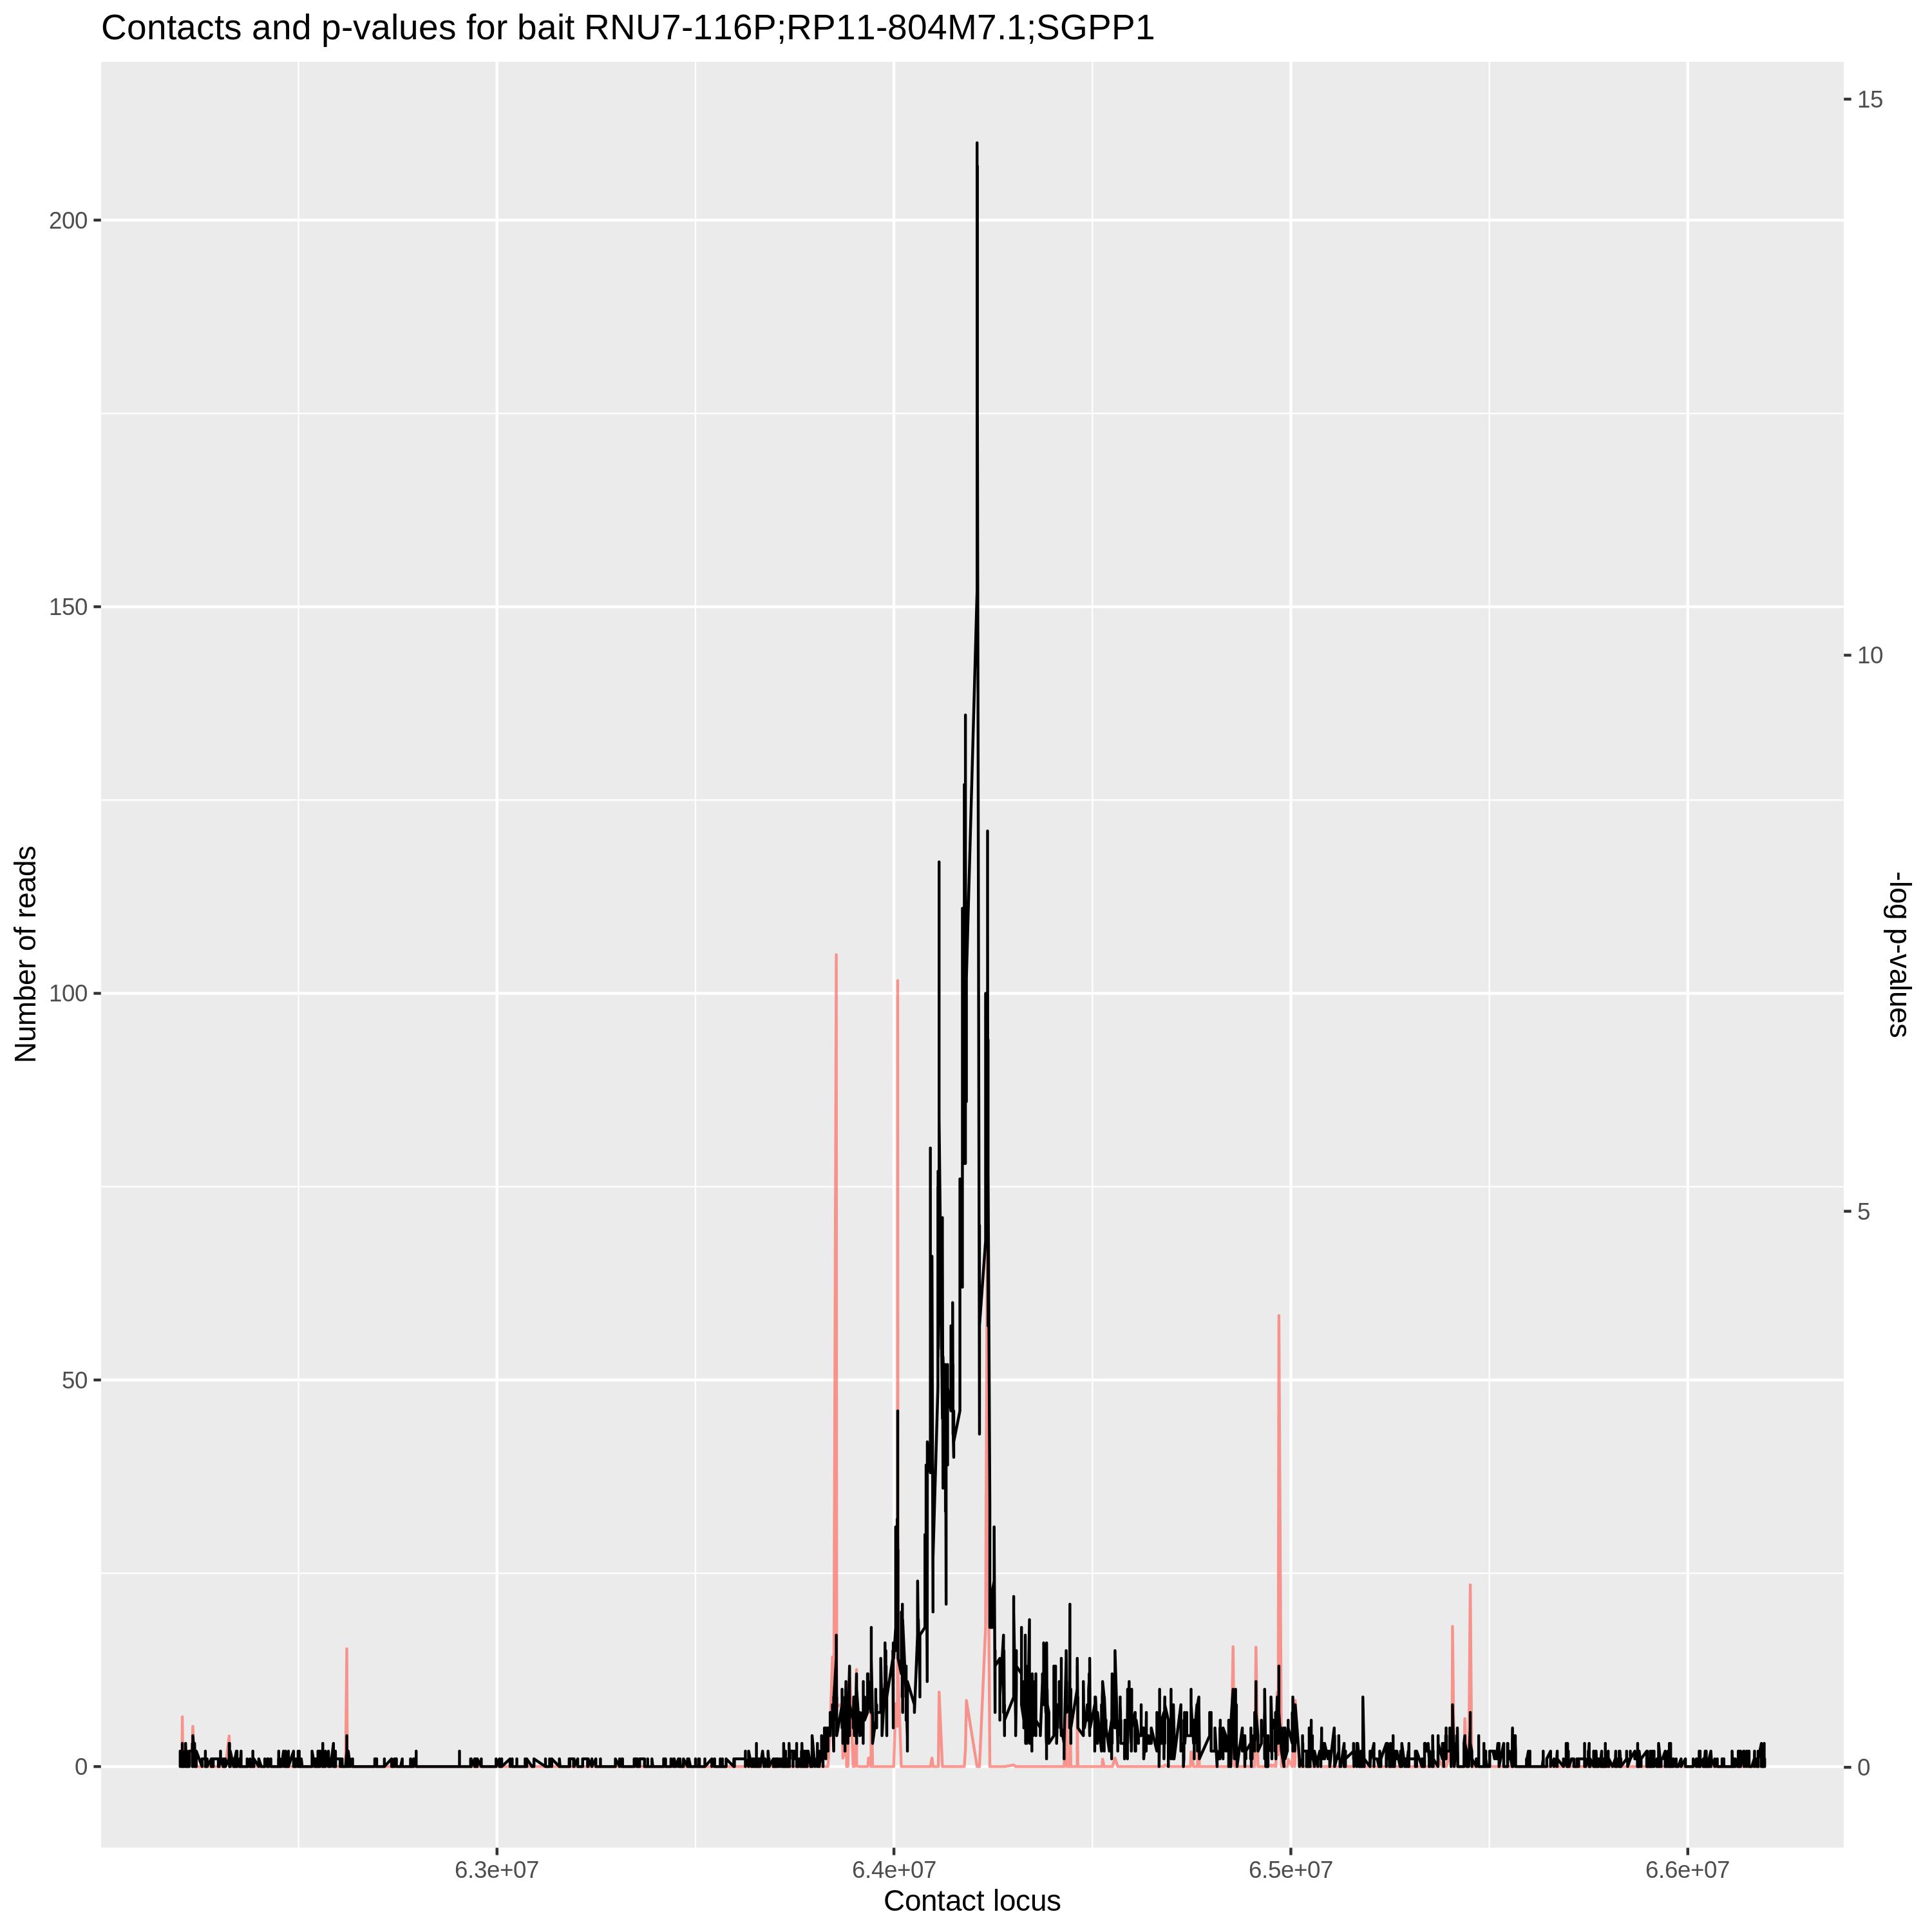 Contacts and p-values for bait RNU7-116P;RP11-804M7.1;SGPP1
15
200
150
10
Number of reads
-log p-values
100
5
50
0
0
6.3e+07
6.4e+07
6.5e+07
6.6e+07
Contact locus